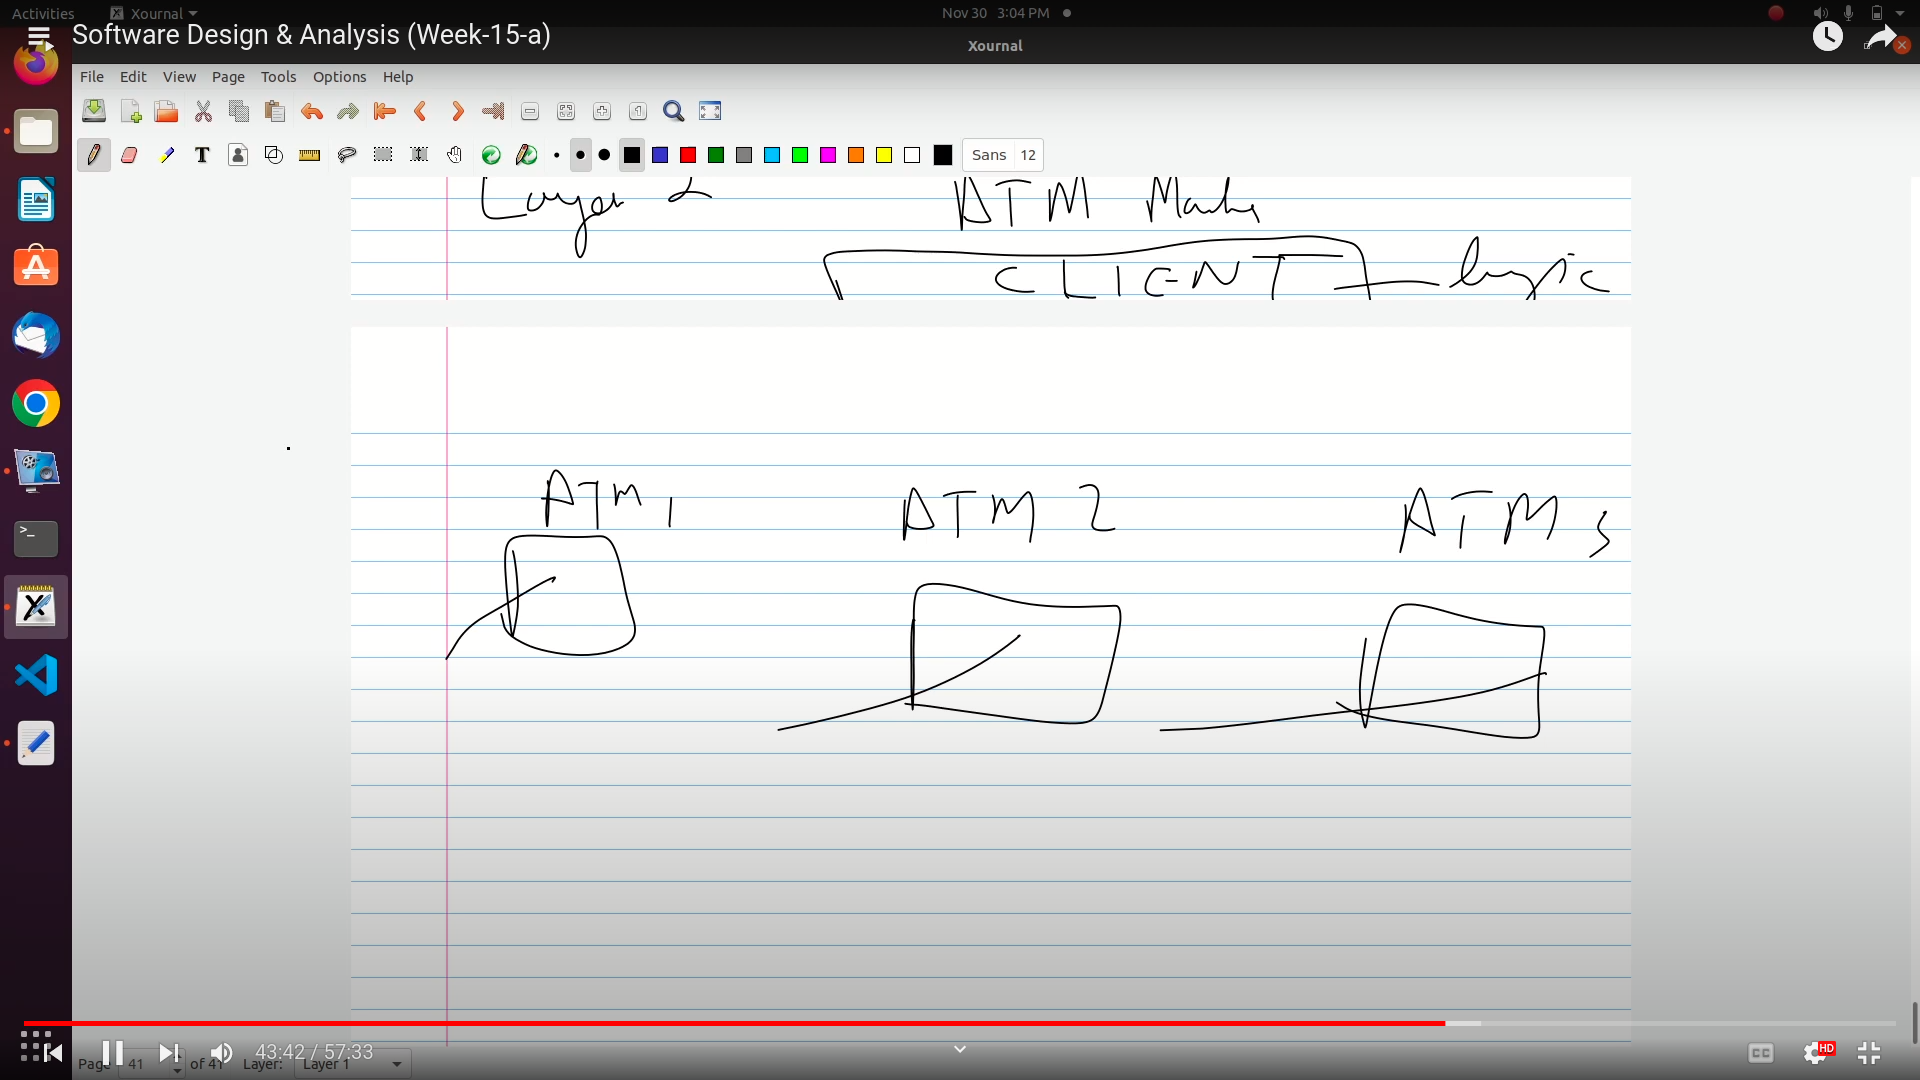 Activities Xournal Nov 30 3:04 PM
Software Design & Analysis (Week-15-a)
Xournal
File Edit View Page Tools Options Help
Sans 12
Layer 2 ATM
CLIENT logic
ATM 1 ATM 2 ATM 3
43:42 / 57:33
CC HD
Page 41 of 41 Layer: Layer 1